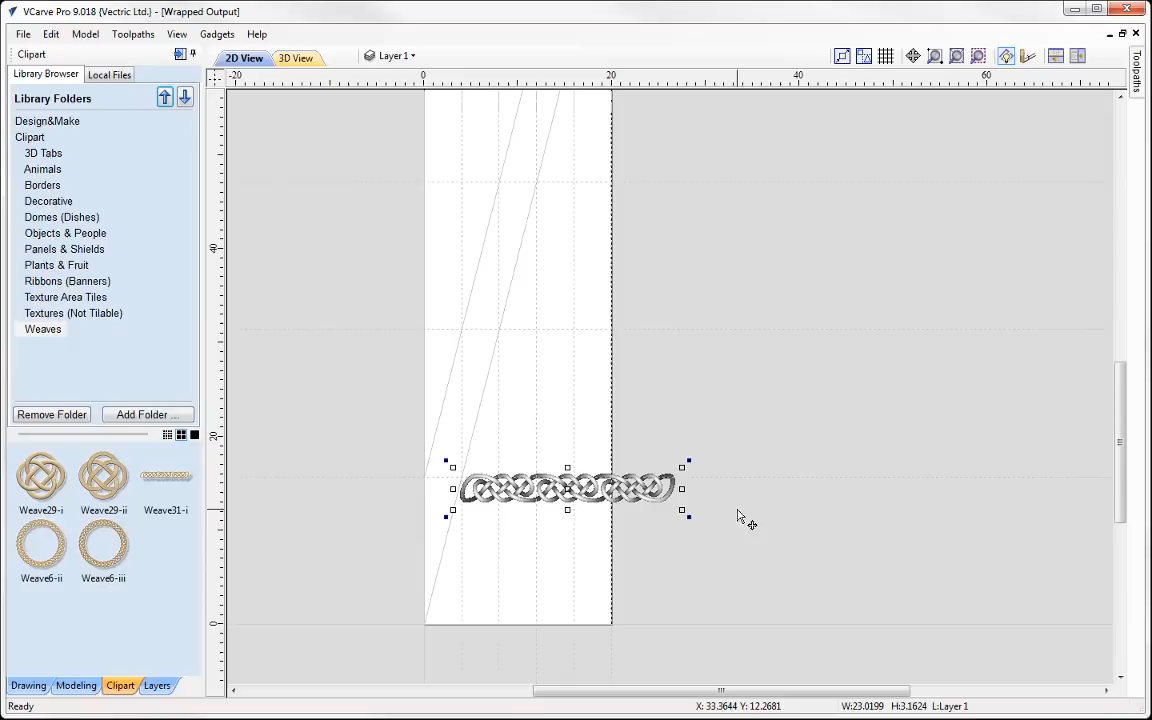 VCarve Pro 9.018 {Vectric Ltd.} - [Wrapped Output]
File Edit Model Toolpaths View Gadgets Help
Clipart
2D View 3D View Layer1
Library Browser Local Files
-20 0 20 40 60
Library Folders
Design&Make
Clipart
3D Tabs
Animals
Borders
Decorative
Domes (Dishes)
Objects & People
Panels & Shields
Plants & Fruit
Ribbons (Banners)
Texture Area Tiles
Textures (Not Tilable)
Weaves
Remove Folder Add Folder ...
Weave29-i Weave29-ii Weave31-i
Weave6-ii Weave6-iii
40
20
0
Toolpaths
Drawing Modeling Clipart Layers
Ready X: 33.3644 Y: 12.2681 W:23.0199 H:3.1624 L:Layer 1